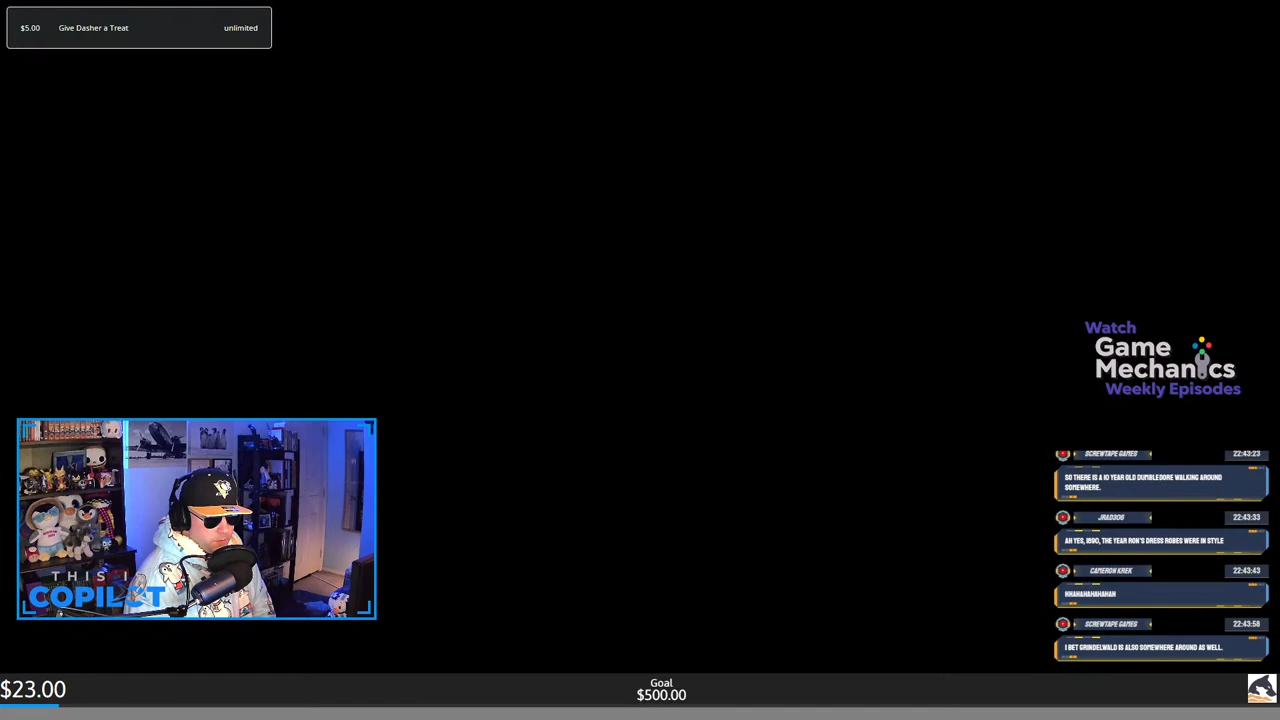 $5.00 Give Dasher a Treat unlimited
Watch
Game
Mechanics
Weekly Episodes
THIS I
COPILOT
SCREWTAPE GAMES 22:43:23
SO THERE IS A 10 YEAR OLD DUMBLEDORE WALKING AROUND
SOMEWHERE.
JRAD306 22:43:33
AH YES, 1890, THE YEAR RON'S DRESS ROBES WERE IN STYLE
CAMERON KREK 22:43:43
HHAHAHAHAHAH
SCREWTAPE GAMES 22:43:58
I BET GRINDELWALD IS ALSO SOMEWHERE AROUND AS WELL.
$23.00
Goal
$500.00